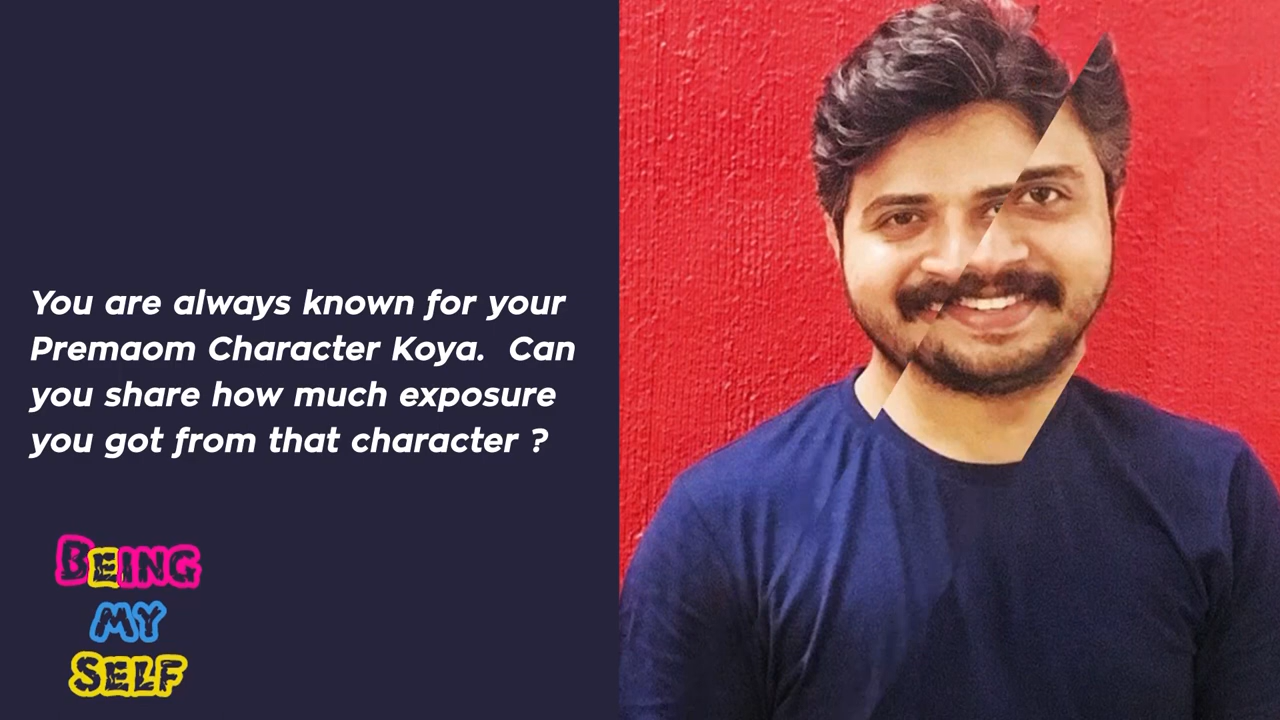 You are always known for your
Premaom Character Koya.  Can
you share how much exposure
you got from that character ?
BEING
MY
SELF